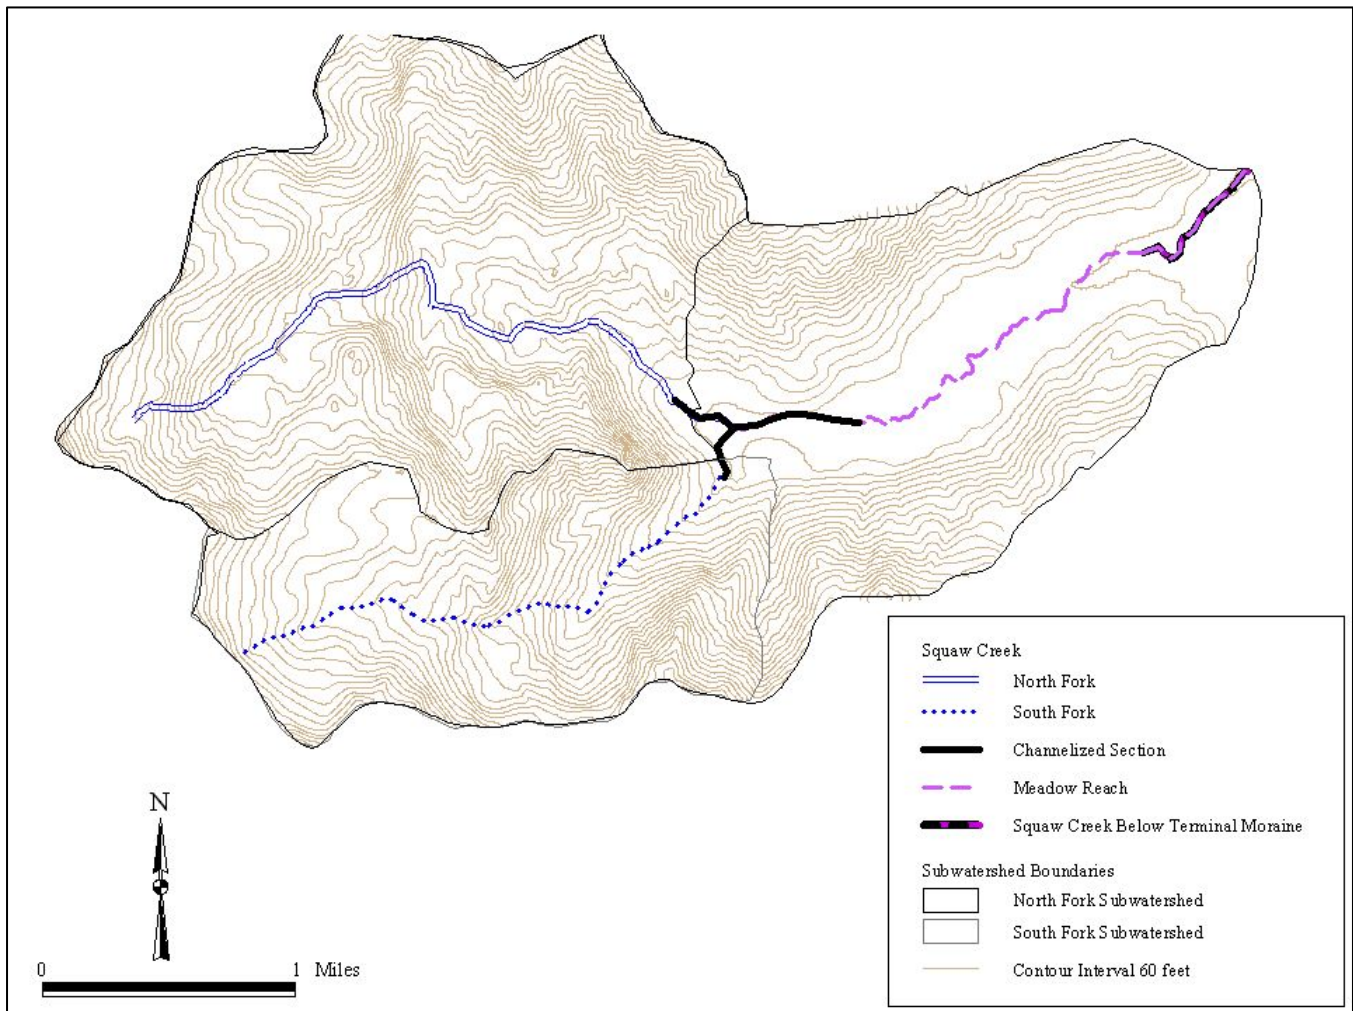 Squaw Creek
North Fork
South Fork
Channelized Section
Meadow Reach
Squaw Creek Below Terminal Moraine
Subwatershed Boundaries
North Fork Subwatershed
South Fork Subwatershed
Contour Interval 60 feet
N
0 1 Miles